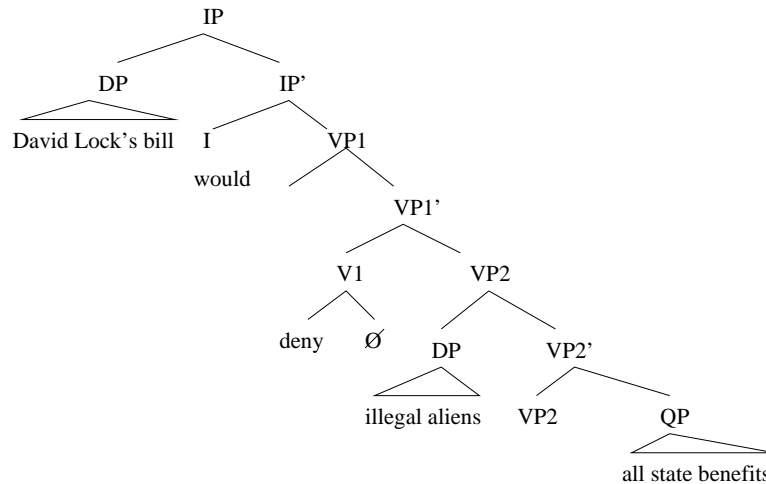 IP
DP IP'
David Lock's bill I VP1
would
VP1'
V1 VP2
deny Ø DP VP2'
illegal aliens VP2 QP
all state benefits